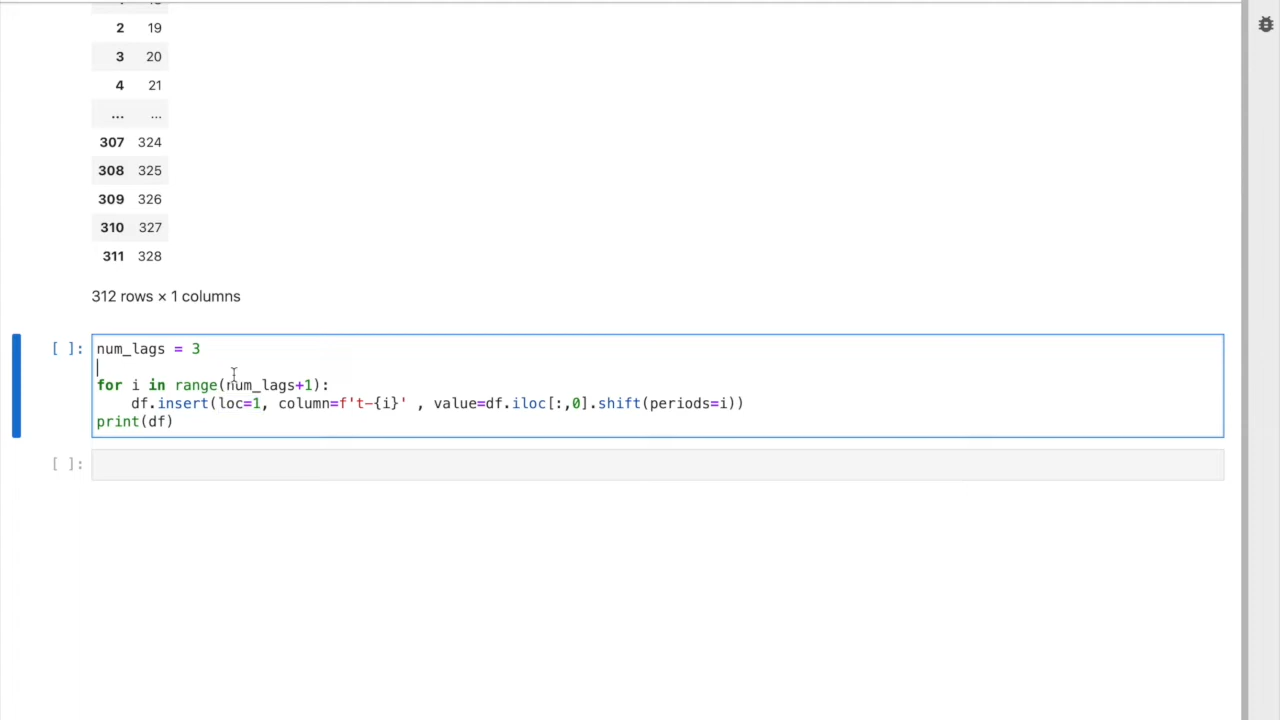 2 19
3 20
4 21
... ...
307 324
308 325
309 326
310 327
311 328
312 rows × 1 columns
[ ]: num_lags = 3
for i in range(num_lags+1):
df.insert(loc=1, column=f't-{i}' , value=df.iloc[:,0].shift(periods=i))
print(df)
[ ]: